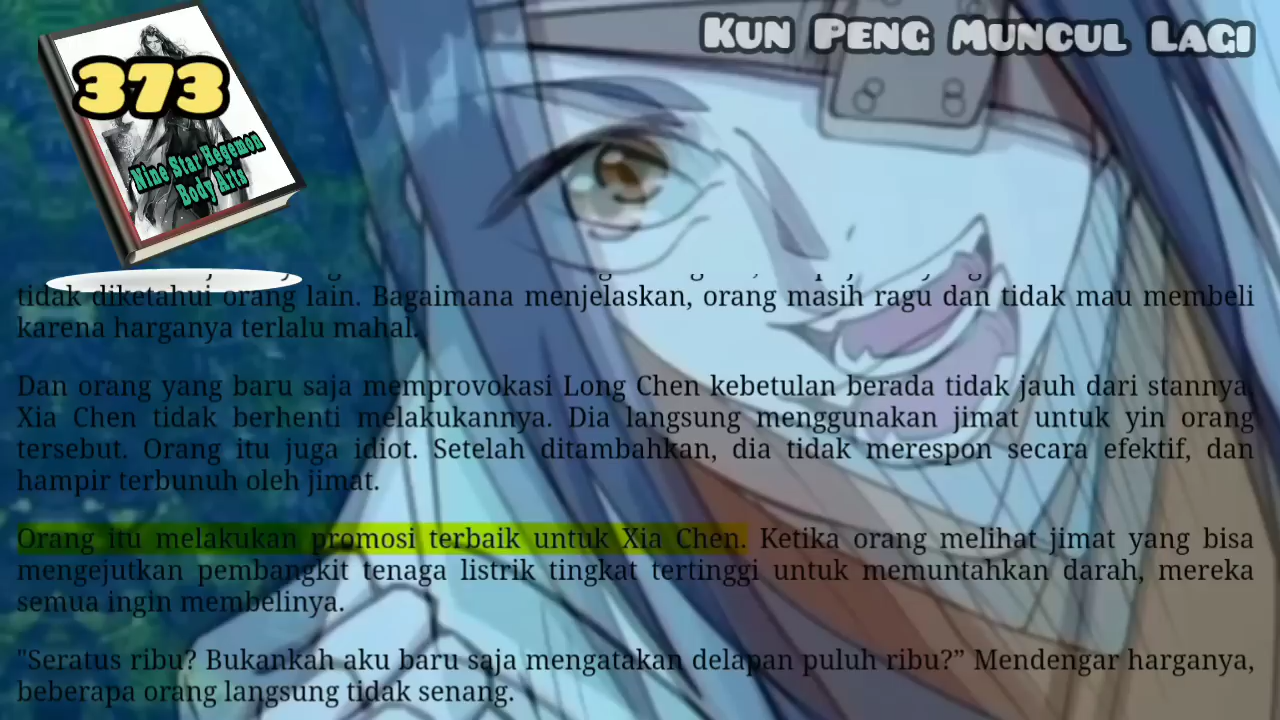 KUN PENG MUNCUL LAGI
373
Nine Star Hegemon
Body Arts
tidak diketahui orang lain. Bagaimana menjelaskan, orang masih ragu dan tidak mau membeli
karena harganya terlalu mahal.
Dan orang yang baru saja memprovokasi Long Chen kebetulan berada tidak jauh dari stannya.
Xia Chen tidak berhenti melakukannya. Dia langsung menggunakan jimat untuk yin orang
tersebut. Orang itu juga idiot. Setelah ditambahkan, dia tidak merespon secara efektif, dan
hampir terbunuh oleh jimat.
Orang itu melakukan promosi terbaik untuk Xia Chen. Ketika orang melihat jimat yang bisa
mengejutkan pembangkit tenaga listrik tingkat tertinggi untuk memuntahkan darah, mereka
semua ingin membelinya.
"Seratus ribu? Bukankah aku baru saja mengatakan delapan puluh ribu?” Mendengar harganya,
beberapa orang langsung tidak senang.